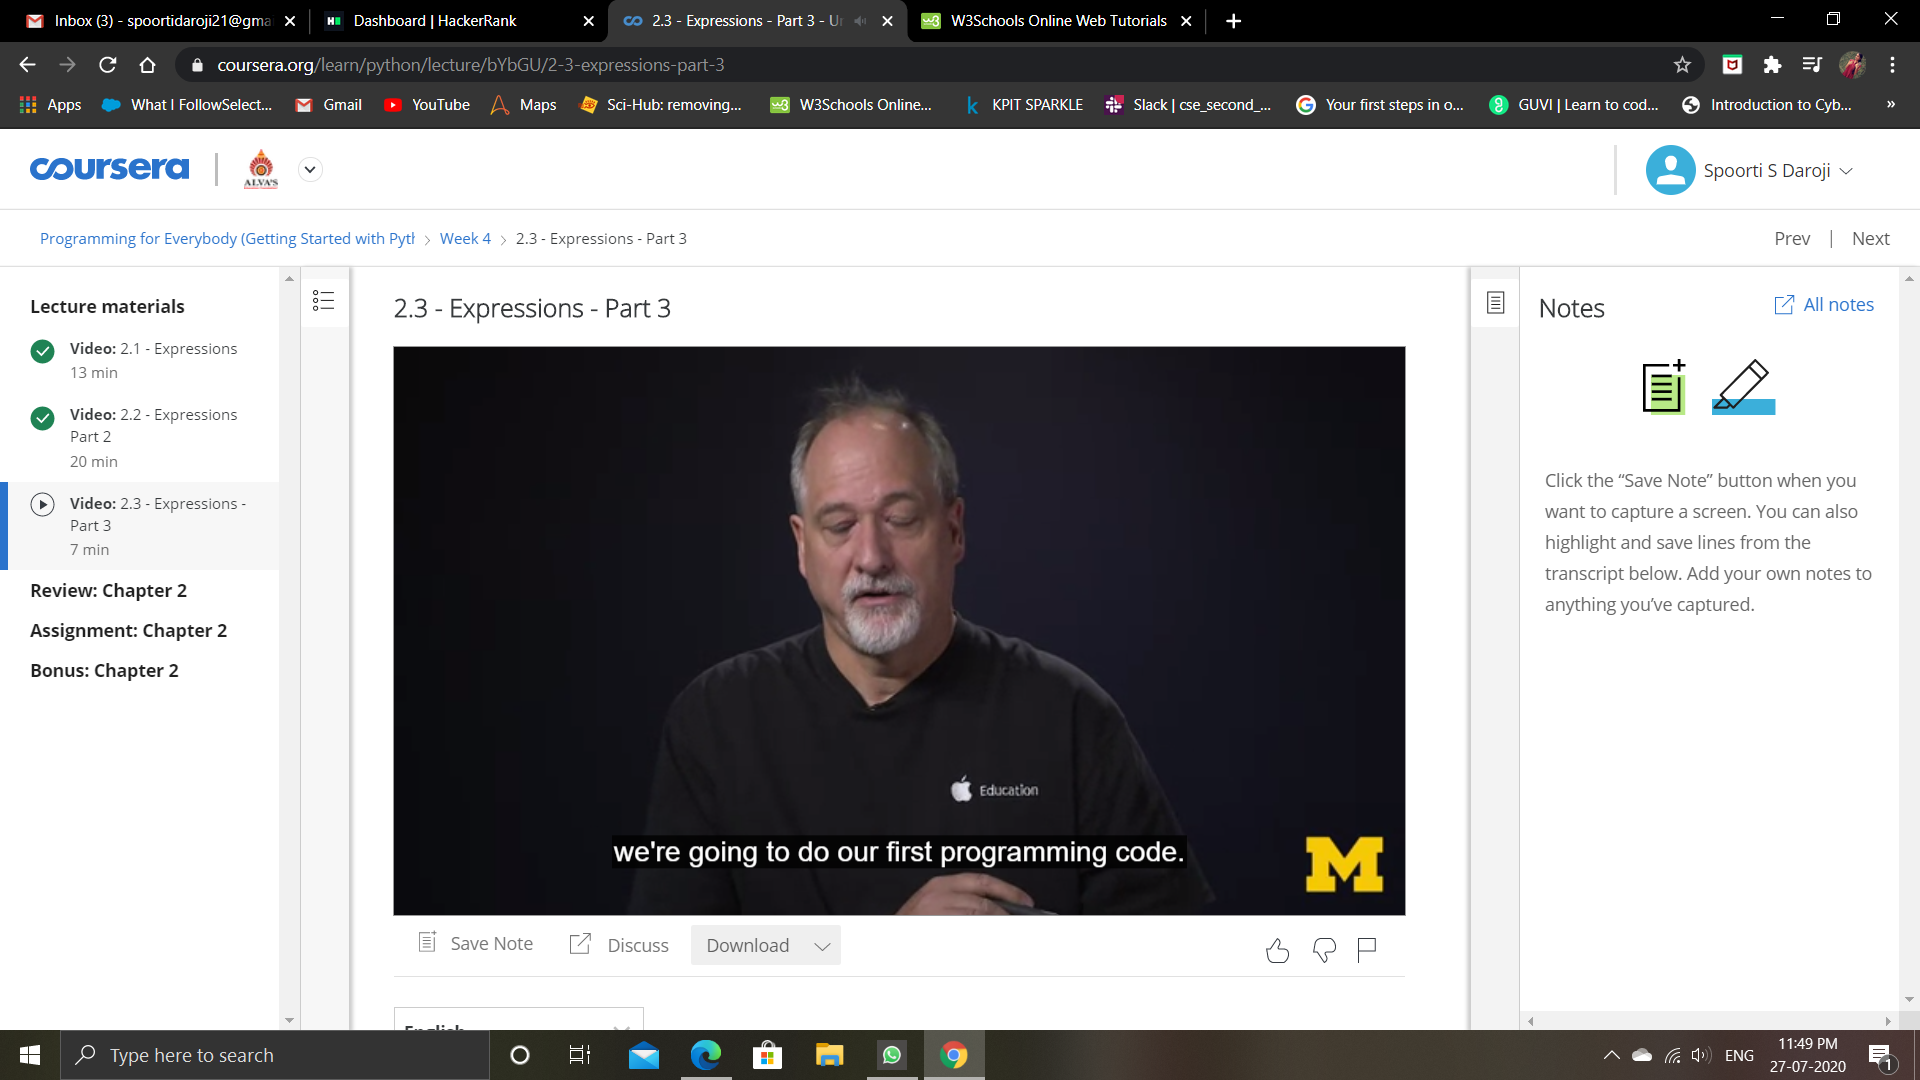 Inbox (3) - spoortidaroji21@gma
Dashboard | HackerRank
2.3 - Expressions - Part 3 - Ur
W3Schools Online Web Tutorials
coursera.org/learn/python/lecture/bYbGU/2-3-expressions-part-3
Apps
What I FollowSelect...
Gmail
YouTube
Maps
Sci-Hub: removing...
W3Schools Online...
KPIT SPARKLE
Slack | cse_second_...
Your first steps in o...
GUVI | Learn to cod...
Introduction to Cyb...
»
coursera
ALVA'S
Spoorti S Daroji
Programming for Everybody (Getting Started with Pyth
Week 4
2.3 - Expressions - Part 3
Prev | Next
Lecture materials
Video: 2.1 - Expressions
13 min
Video: 2.2 - Expressions
Part 2
20 min
Video: 2.3 - Expressions -
Part 3
7 min
Review: Chapter 2
Assignment: Chapter 2
Bonus: Chapter 2
2.3 - Expressions - Part 3
Education
we're going to do our first programming code.
M
Save Note
Discuss
Download
English
Notes
All notes
Click the “Save Note” button when you
want to capture a screen. You can also
highlight and save lines from the
transcript below. Add your own notes to
anything you’ve captured.
Type here to search
ENG
11:49 PM
27-07-2020
1